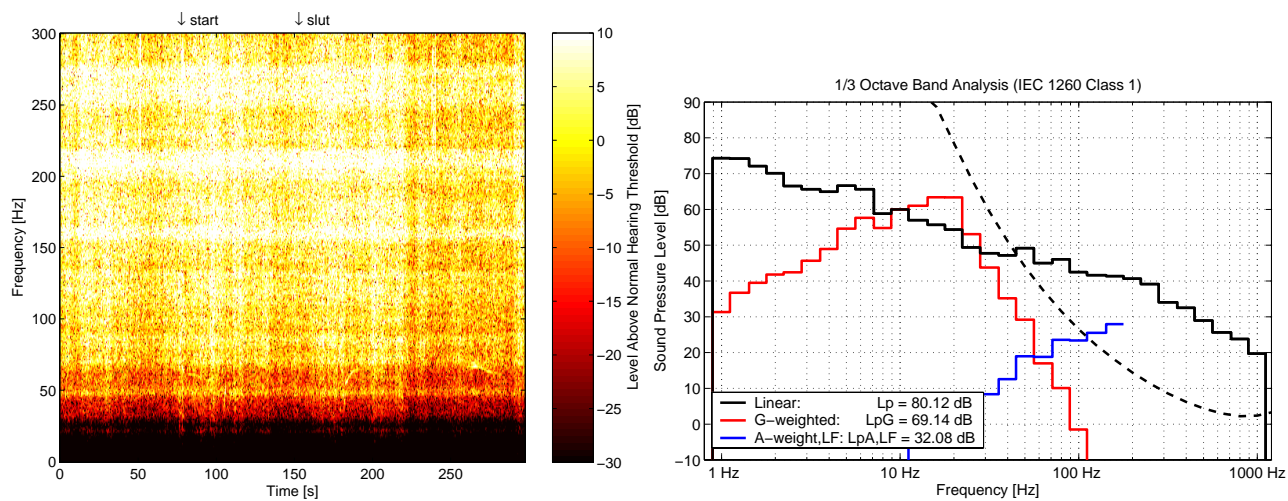 ↓ start
↓ slut
300
250
200
150
100
50
0
Frequency [Hz]
0
50
100
150
200
250
Time [s]
10
5
0
−5
−10
−15
−20
−25
−30
Level Above Normal Hearing Threshold [dB]
1/3 Octave Band Analysis (IEC 1260 Class 1)
90
80
70
60
50
40
30
20
10
0
−10
Sound Pressure Level [dB]
Linear: Lp = 80.12 dB
G−weighted: LpG = 69.14 dB
A−weight,LF: LpA,LF = 32.08 dB
1 Hz
10 Hz
100 Hz
1000 Hz
Frequency [Hz]